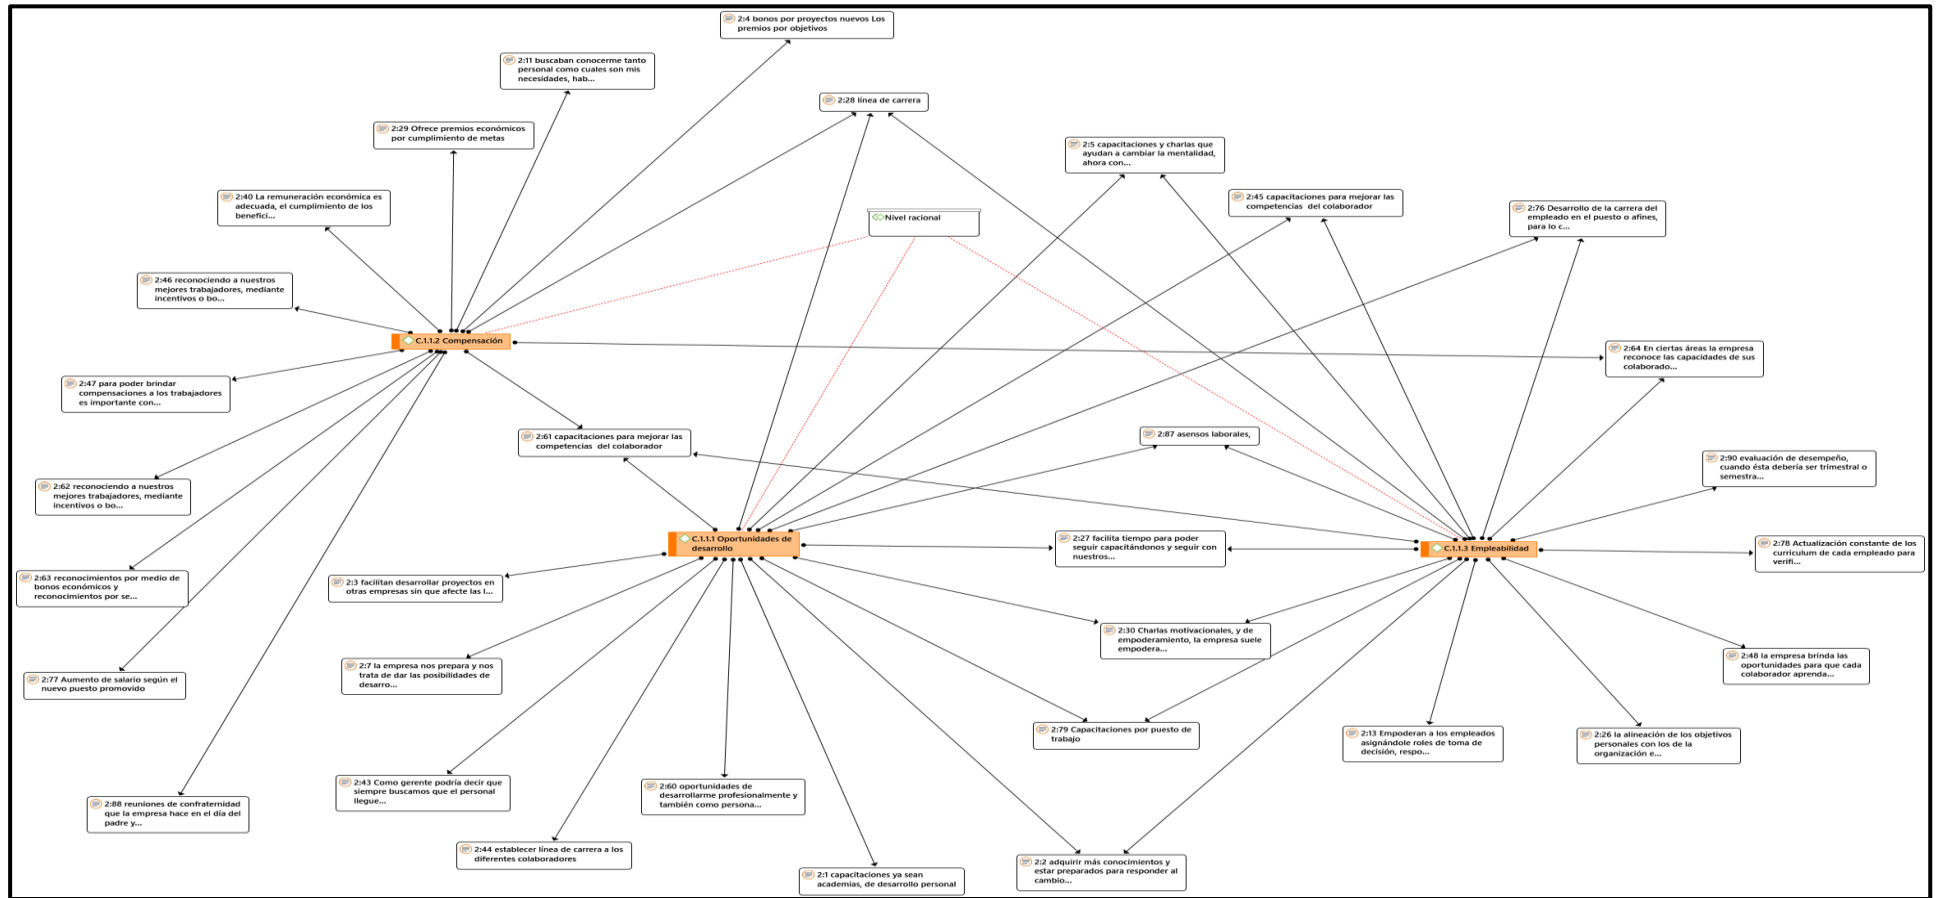 2:4 bonos por proyectos nuevos Los
premios por objetivos
2:11 buscaban conocerme tanto
personal como cuales son mis
necesidades, hab...
2:28 línea de carrera
2:29 Ofrece premios económicos
por cumplimiento de metas
2:5 capacitaciones y charlas que
ayudan a cambiar la mentalidad,
ahora con...
2:40 La remuneración económica es
adecuada, el cumplimiento de los
benefici...
Nivel racional
2:45 capacitaciones para mejorar las
competencias del colaborador
2:76 Desarrollo de la carrera del
empleado en el puesto o afines,
para lo c...
2:46 reconociendo a nuestros
mejores trabajadores, mediante
incentivos o bo...
C.1.1.2 Compensación
2:64 En ciertas áreas la empresa
reconoce las capacidades de sus
colaborado...
2:47 para poder brindar
compensaciones a los trabajadores
es importante con...
2:61 capacitaciones para mejorar las
competencias del colaborador
2:87 asensos laborales,
2:90 evaluación de desempeño,
cuando ésta debería ser trimestral o
semestra...
2:62 reconociendo a nuestros
mejores trabajadores, mediante
incentivos o bo...
C.1.1.1 Oportunidades de
desarrollo
2:27 facilita tiempo para poder
seguir capacitándonos y seguir con
nuestros...
C.1.1.3 Empleabilidad
2:78 Actualización constante de los
curriculum de cada empleado para
verifi...
2:63 reconocimientos por medio de
bonos económicos y
reconocimientos por se...
2:3 facilitan desarrollar proyectos en
otras empresas sin que afecte las l...
2:30 Charlas motivacionales, y de
empoderamiento, la empresa suele
empodera...
2:7 la empresa nos prepara y nos
trata de dar las posibilidades de
desarro...
2:48 la empresa brinda las
oportunidades para que cada
colaborador aprenda...
2:77 Aumento de salario según el
nuevo puesto promovido
2:79 Capacitaciones por puesto de
trabajo
2:13 Empoderan a los empleados
asignándole roles de toma de
decisión, respo...
2:26 la alineación de los objetivos
personales con los de la
organización e...
2:43 Como gerente podría decir que
siempre buscamos que el personal
llegue...
2:60 oportunidades de
desarrollarme profesionalmente y
también como persona...
2:88 reuniones de confraternidad
que la empresa hace en el día del
padre y...
2:44 establecer línea de carrera a los
diferentes colaboradores
2:1 capacitaciones ya sean
academias, de desarrollo personal
2:2 adquirir más conocimientos y
estar preparados para responder al
cambio...